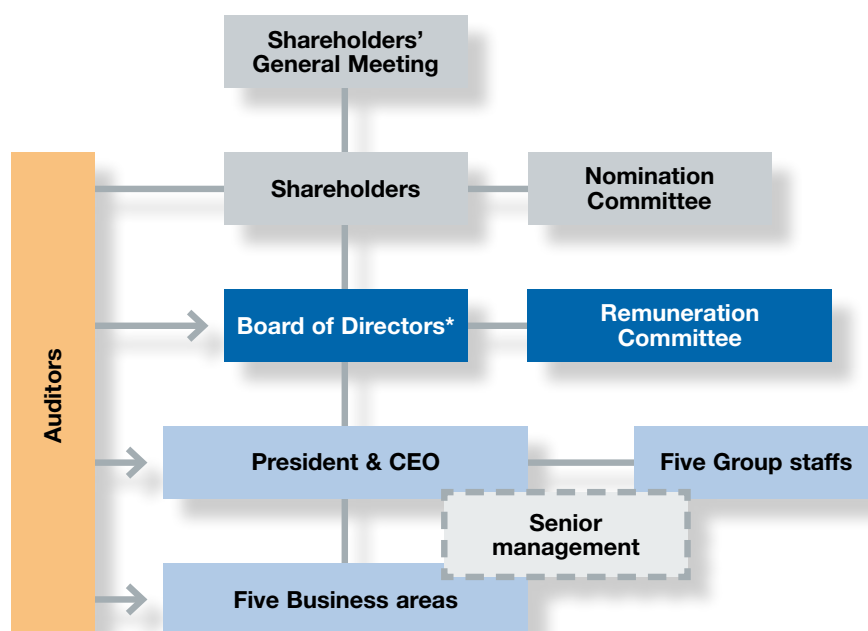 Shareholders’
General Meeting
Shareholders
Nomination
Committee
Board of Directors*
Remuneration
Committee
Auditors
President & CEO
Five Group staffs
Senior
management
Five Business areas